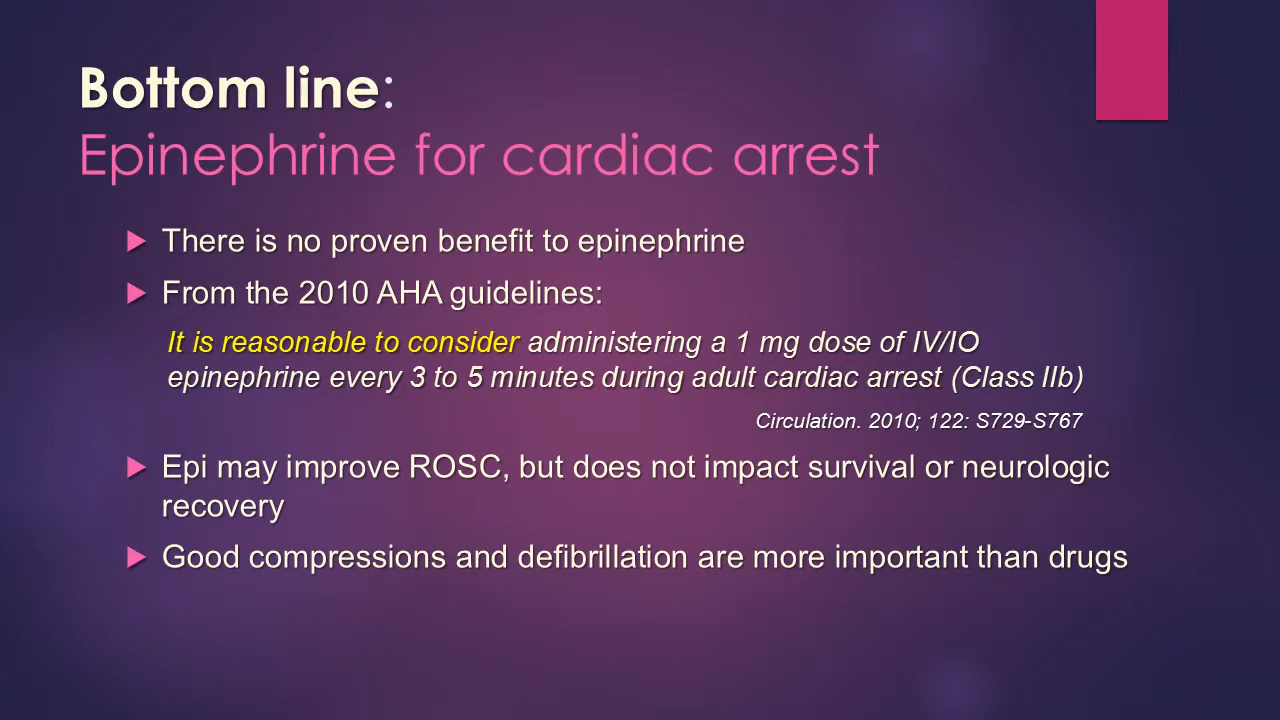 Bottom line:
Epinephrine for cardiac arrest
There is no proven benefit to epinephrine
From the 2010 AHA guidelines:
It is reasonable to consider administering a 1 mg dose of IV/IO
epinephrine every 3 to 5 minutes during adult cardiac arrest (Class IIb)
Circulation. 2010; 122: S729-S767
Epi may improve ROSC, but does not impact survival or neurologic
recovery
Good compressions and defibrillation are more important than drugs